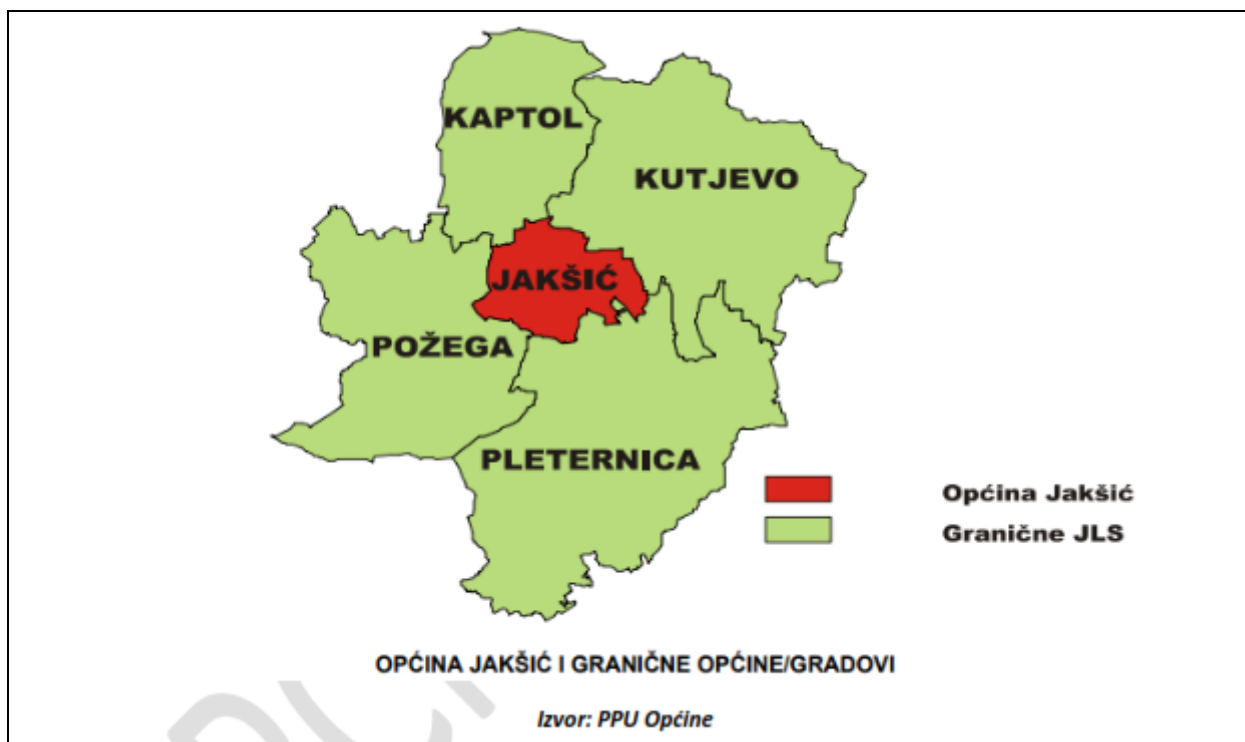 KAPTOL
KUTJEVO
JAKŠIĆ
POŽEGA
PLETERNICA
Općina Jakšić
Granične JLS
OPĆINA JAKŠIĆ I GRANIČNE OPĆINE/GRADOVI
Izvor: PPU Općine